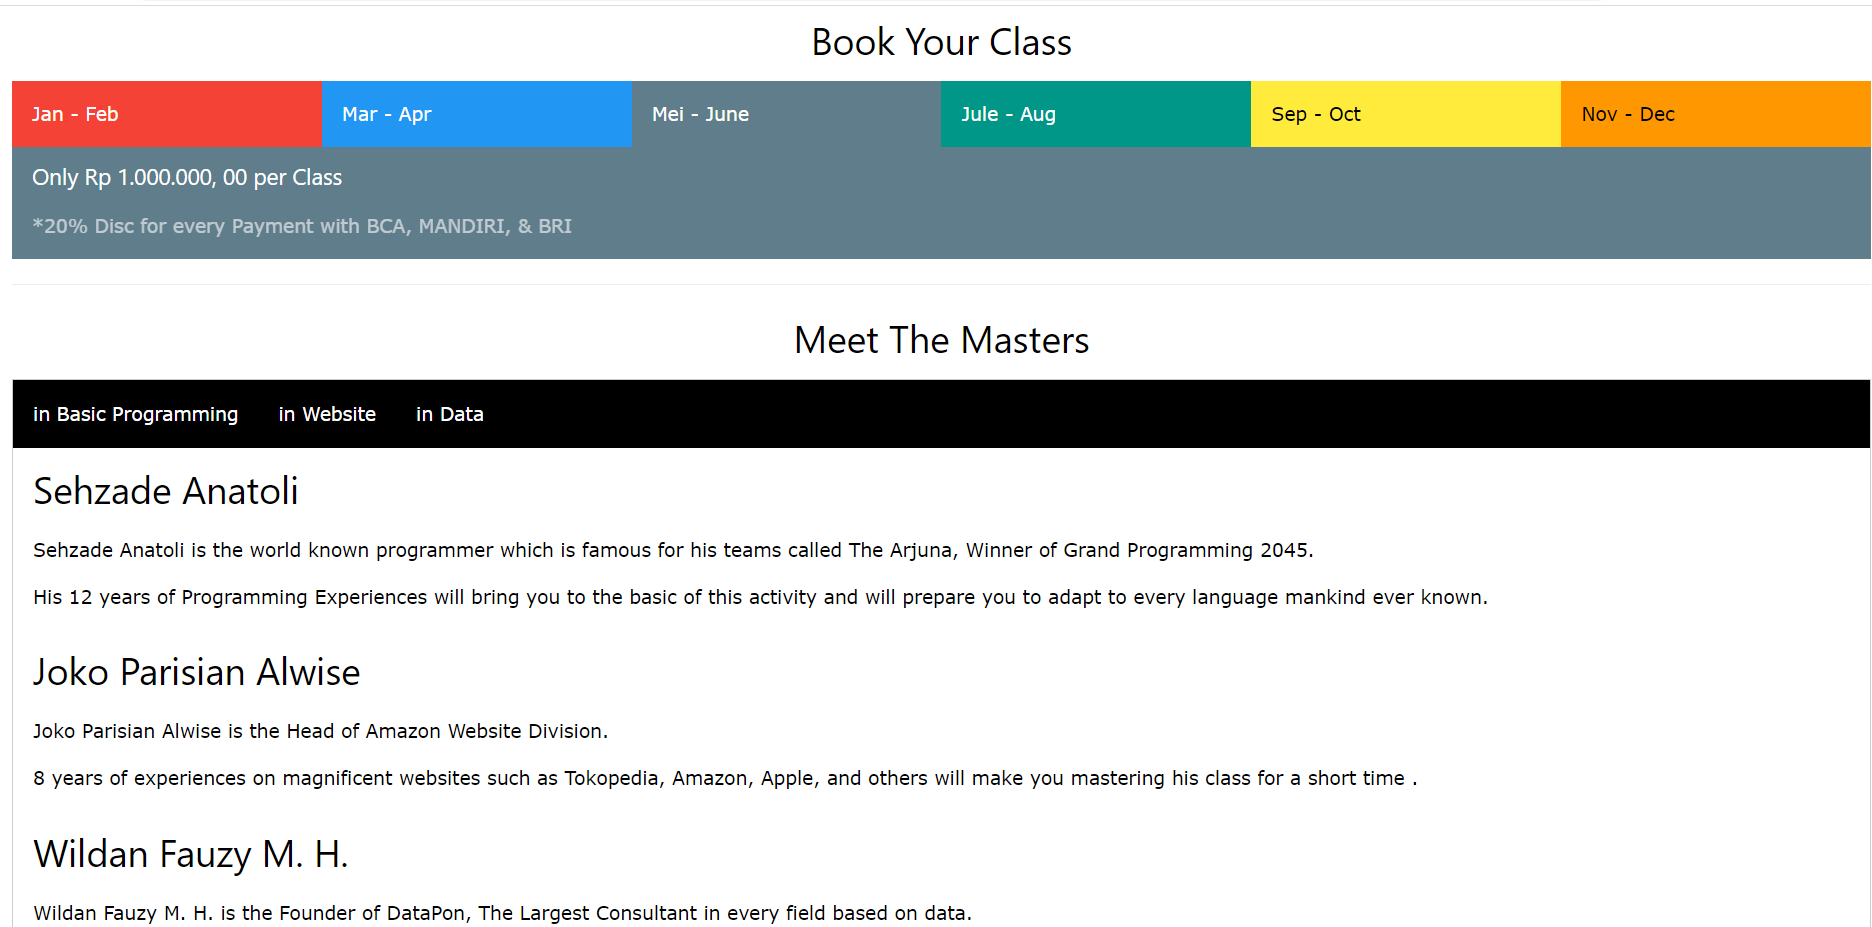 Book Your Class
Jan - Feb Mar - Apr Mei - June Jule - Aug Sep - Oct Nov - Dec
Only Rp 1.000.000, 00 per Class
*20% Disc for every Payment with BCA, MANDIRI, & BRI
Meet The Masters
in Basic Programming in Website in Data
Sehzade Anatoli
Sehzade Anatoli is the world known programmer which is famous for his teams called The Arjuna, Winner of Grand Programming 2045.
His 12 years of Programming Experiences will bring you to the basic of this activity and will prepare you to adapt to every language mankind ever known.
Joko Parisian Alwise
Joko Parisian Alwise is the Head of Amazon Website Division.
8 years of experiences on magnificent websites such as Tokopedia, Amazon, Apple, and others will make you mastering his class for a short time .
Wildan Fauzy M. H.
Wildan Fauzy M. H. is the Founder of DataPon, The Largest Consultant in every field based on data.